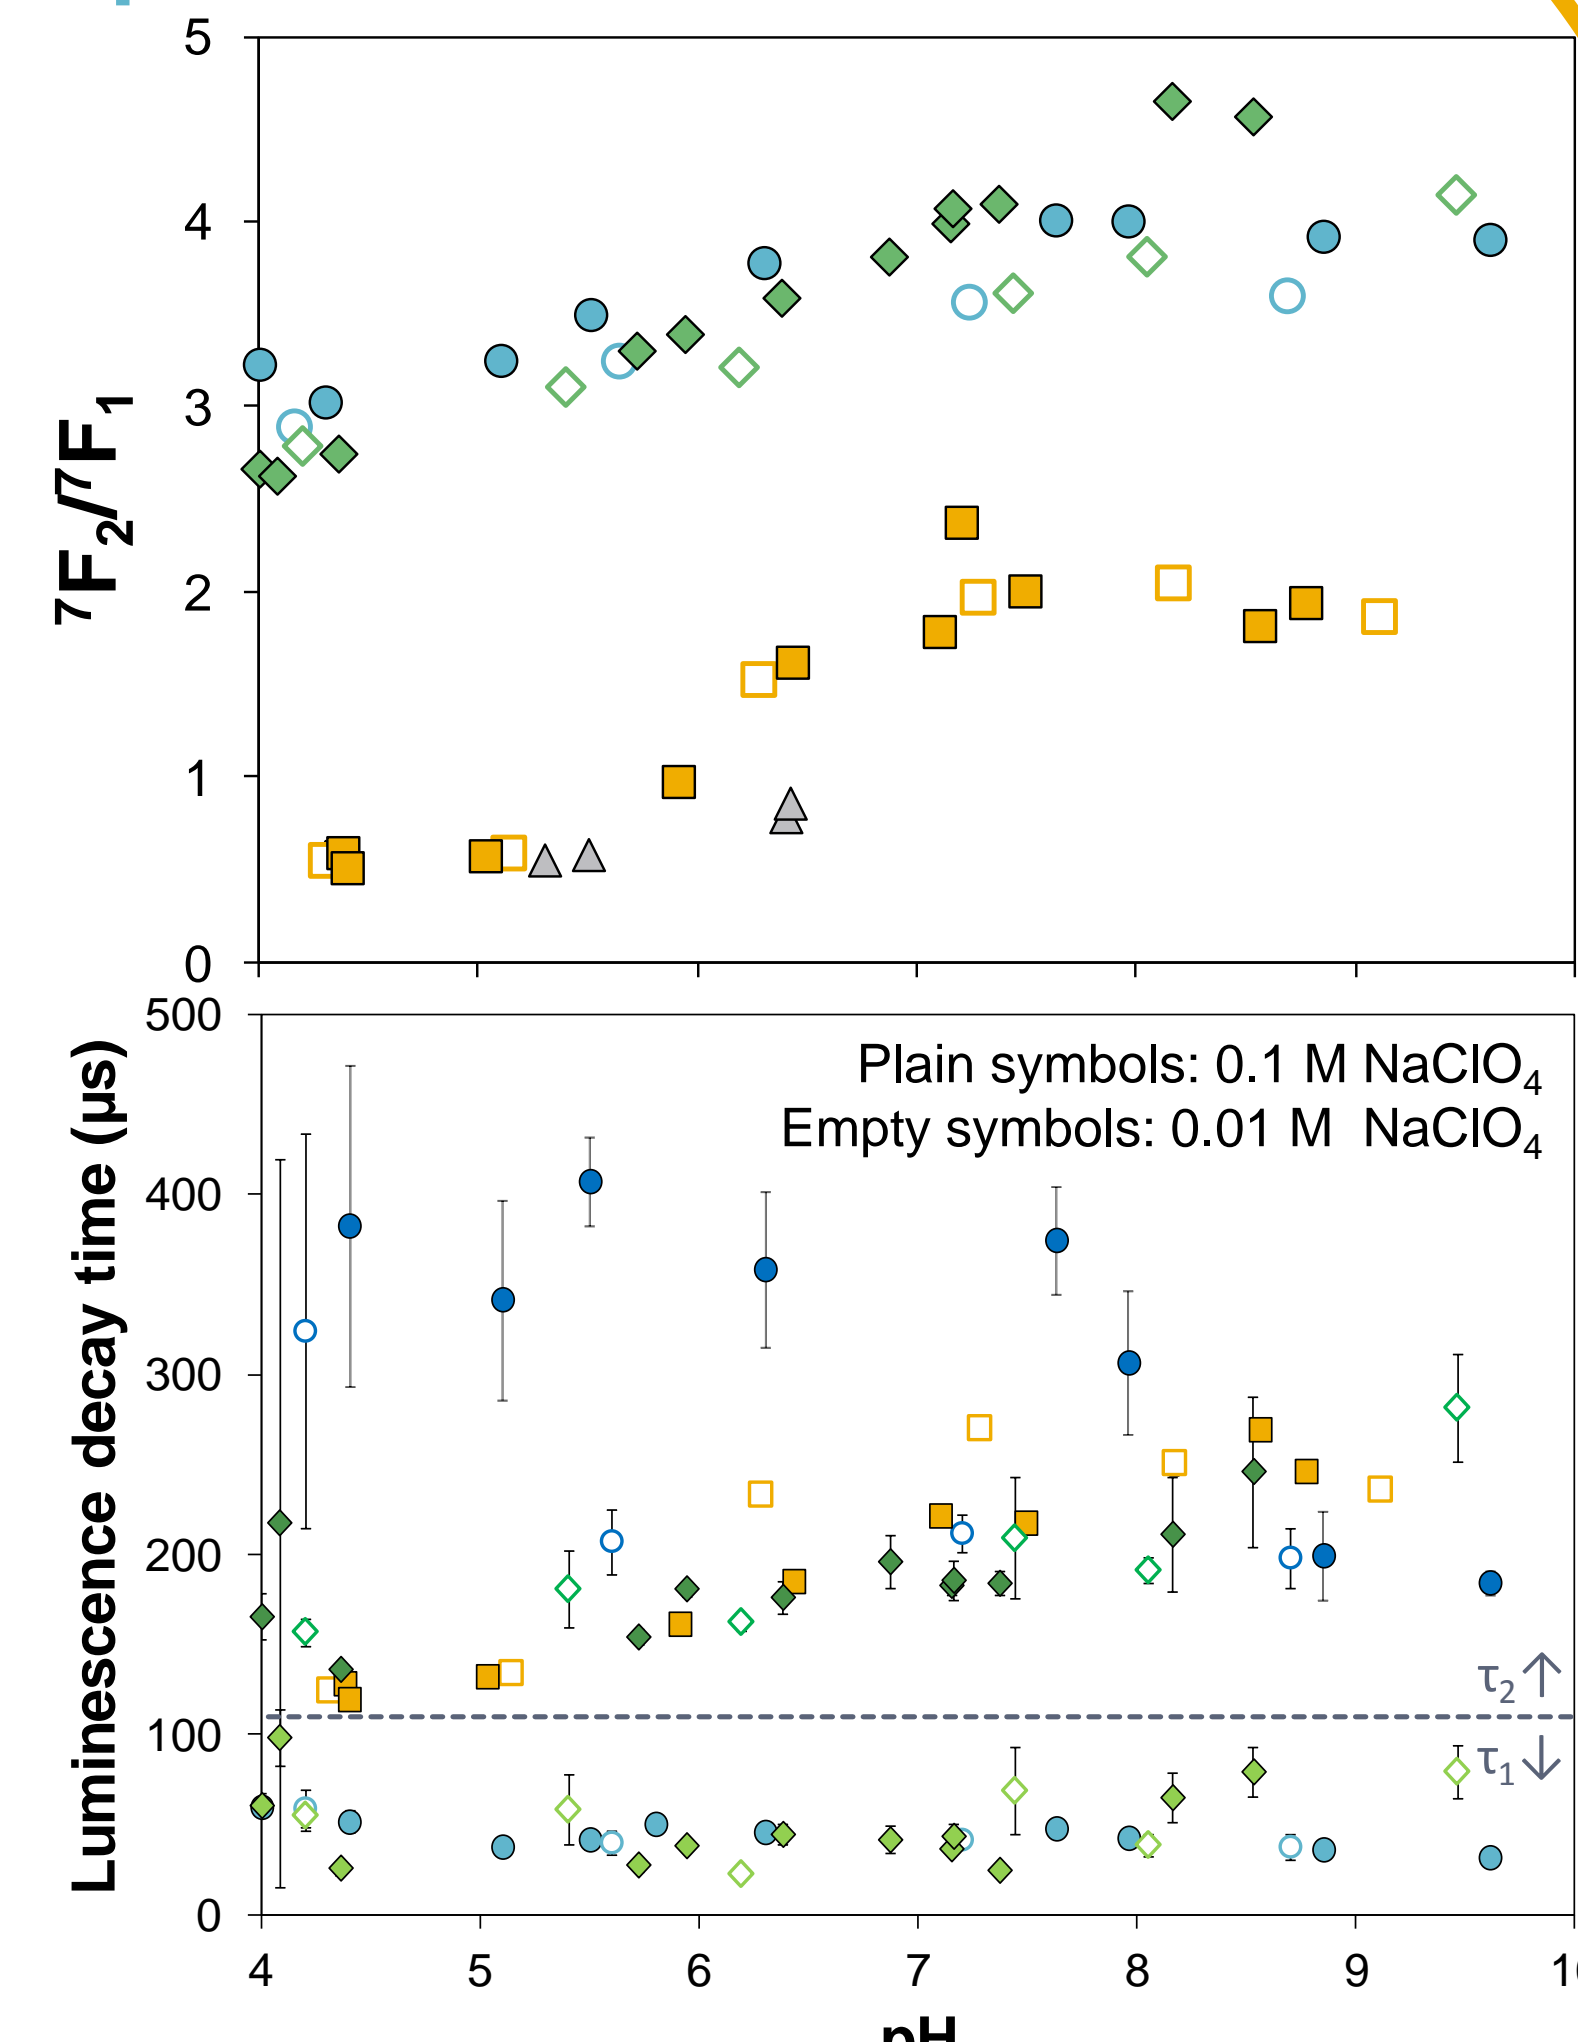 5
4
3
2
1
0
⁷F₂/⁷F₁
500
400
300
200
100
0
Luminescence decay time (μs)
Plain symbols: 0.1 M NaClO₄
Empty symbols: 0.01 M NaClO₄
τ₂↑
τ₁↓
4 5 6 7 8 9
pH